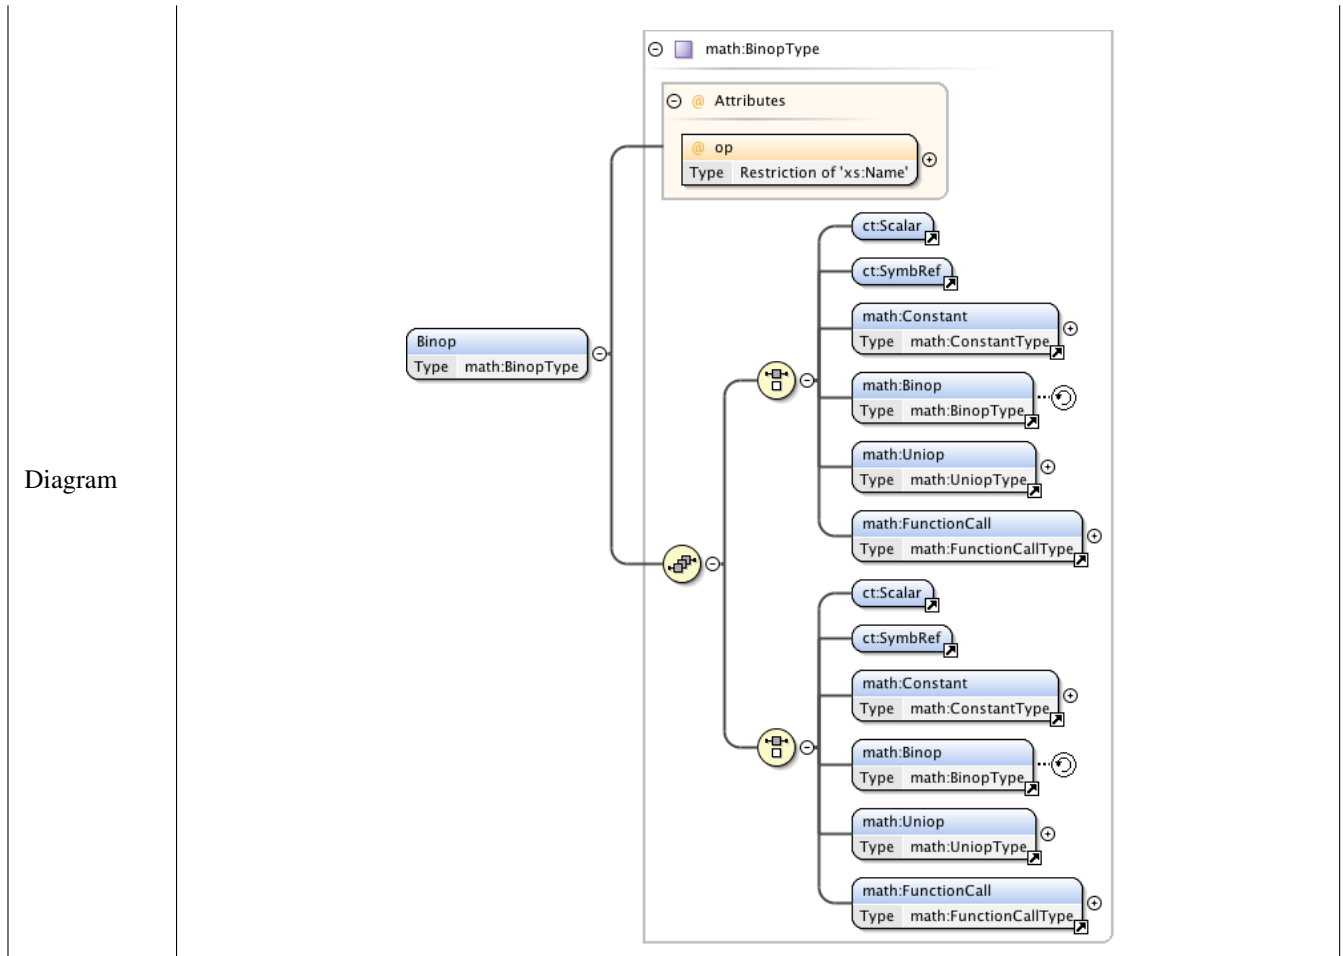 Diagram
math:BinopType
@ Attributes
@ op
Type Restriction of 'xs:Name'
Binop
Type math:BinopType
ct:Scalar
ct:SymbRef
math:Constant
Type math:ConstantType
math:Binop
Type math:BinopType
math:Uniop
Type math:UniopType
math:FunctionCall
Type math:FunctionCallType
ct:Scalar
ct:SymbRef
math:Constant
Type math:ConstantType
math:Binop
Type math:BinopType
math:Uniop
Type math:UniopType
math:FunctionCall
Type math:FunctionCallType